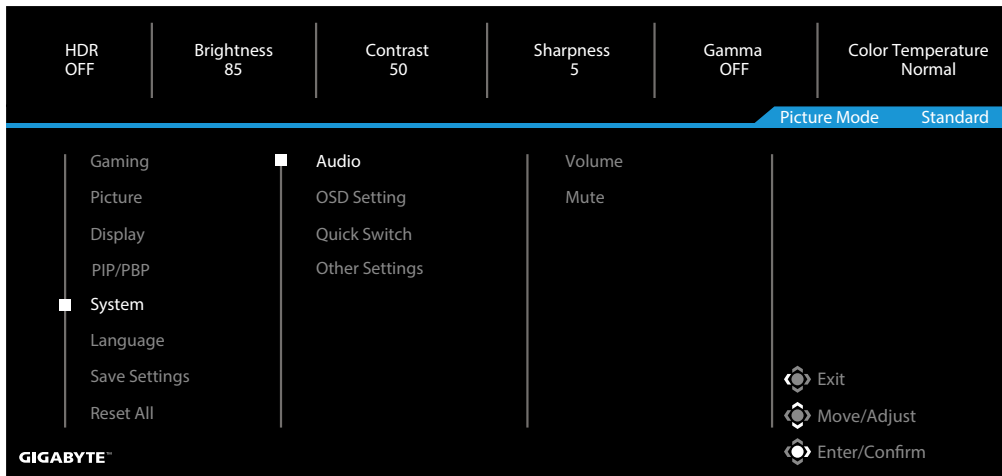 HDR
OFF
Brightness
85
Contrast
50
Sharpness
5
Gamma
OFF
Color Temperature
Normal
Picture Mode Standard
Gaming
Picture
Display
PIP/PBP
System
Language
Save Settings
Reset All
Audio
OSD Setting
Quick Switch
Other Settings
Volume
Mute
Exit
Move/Adjust
Enter/Confirm
GIGABYTE™